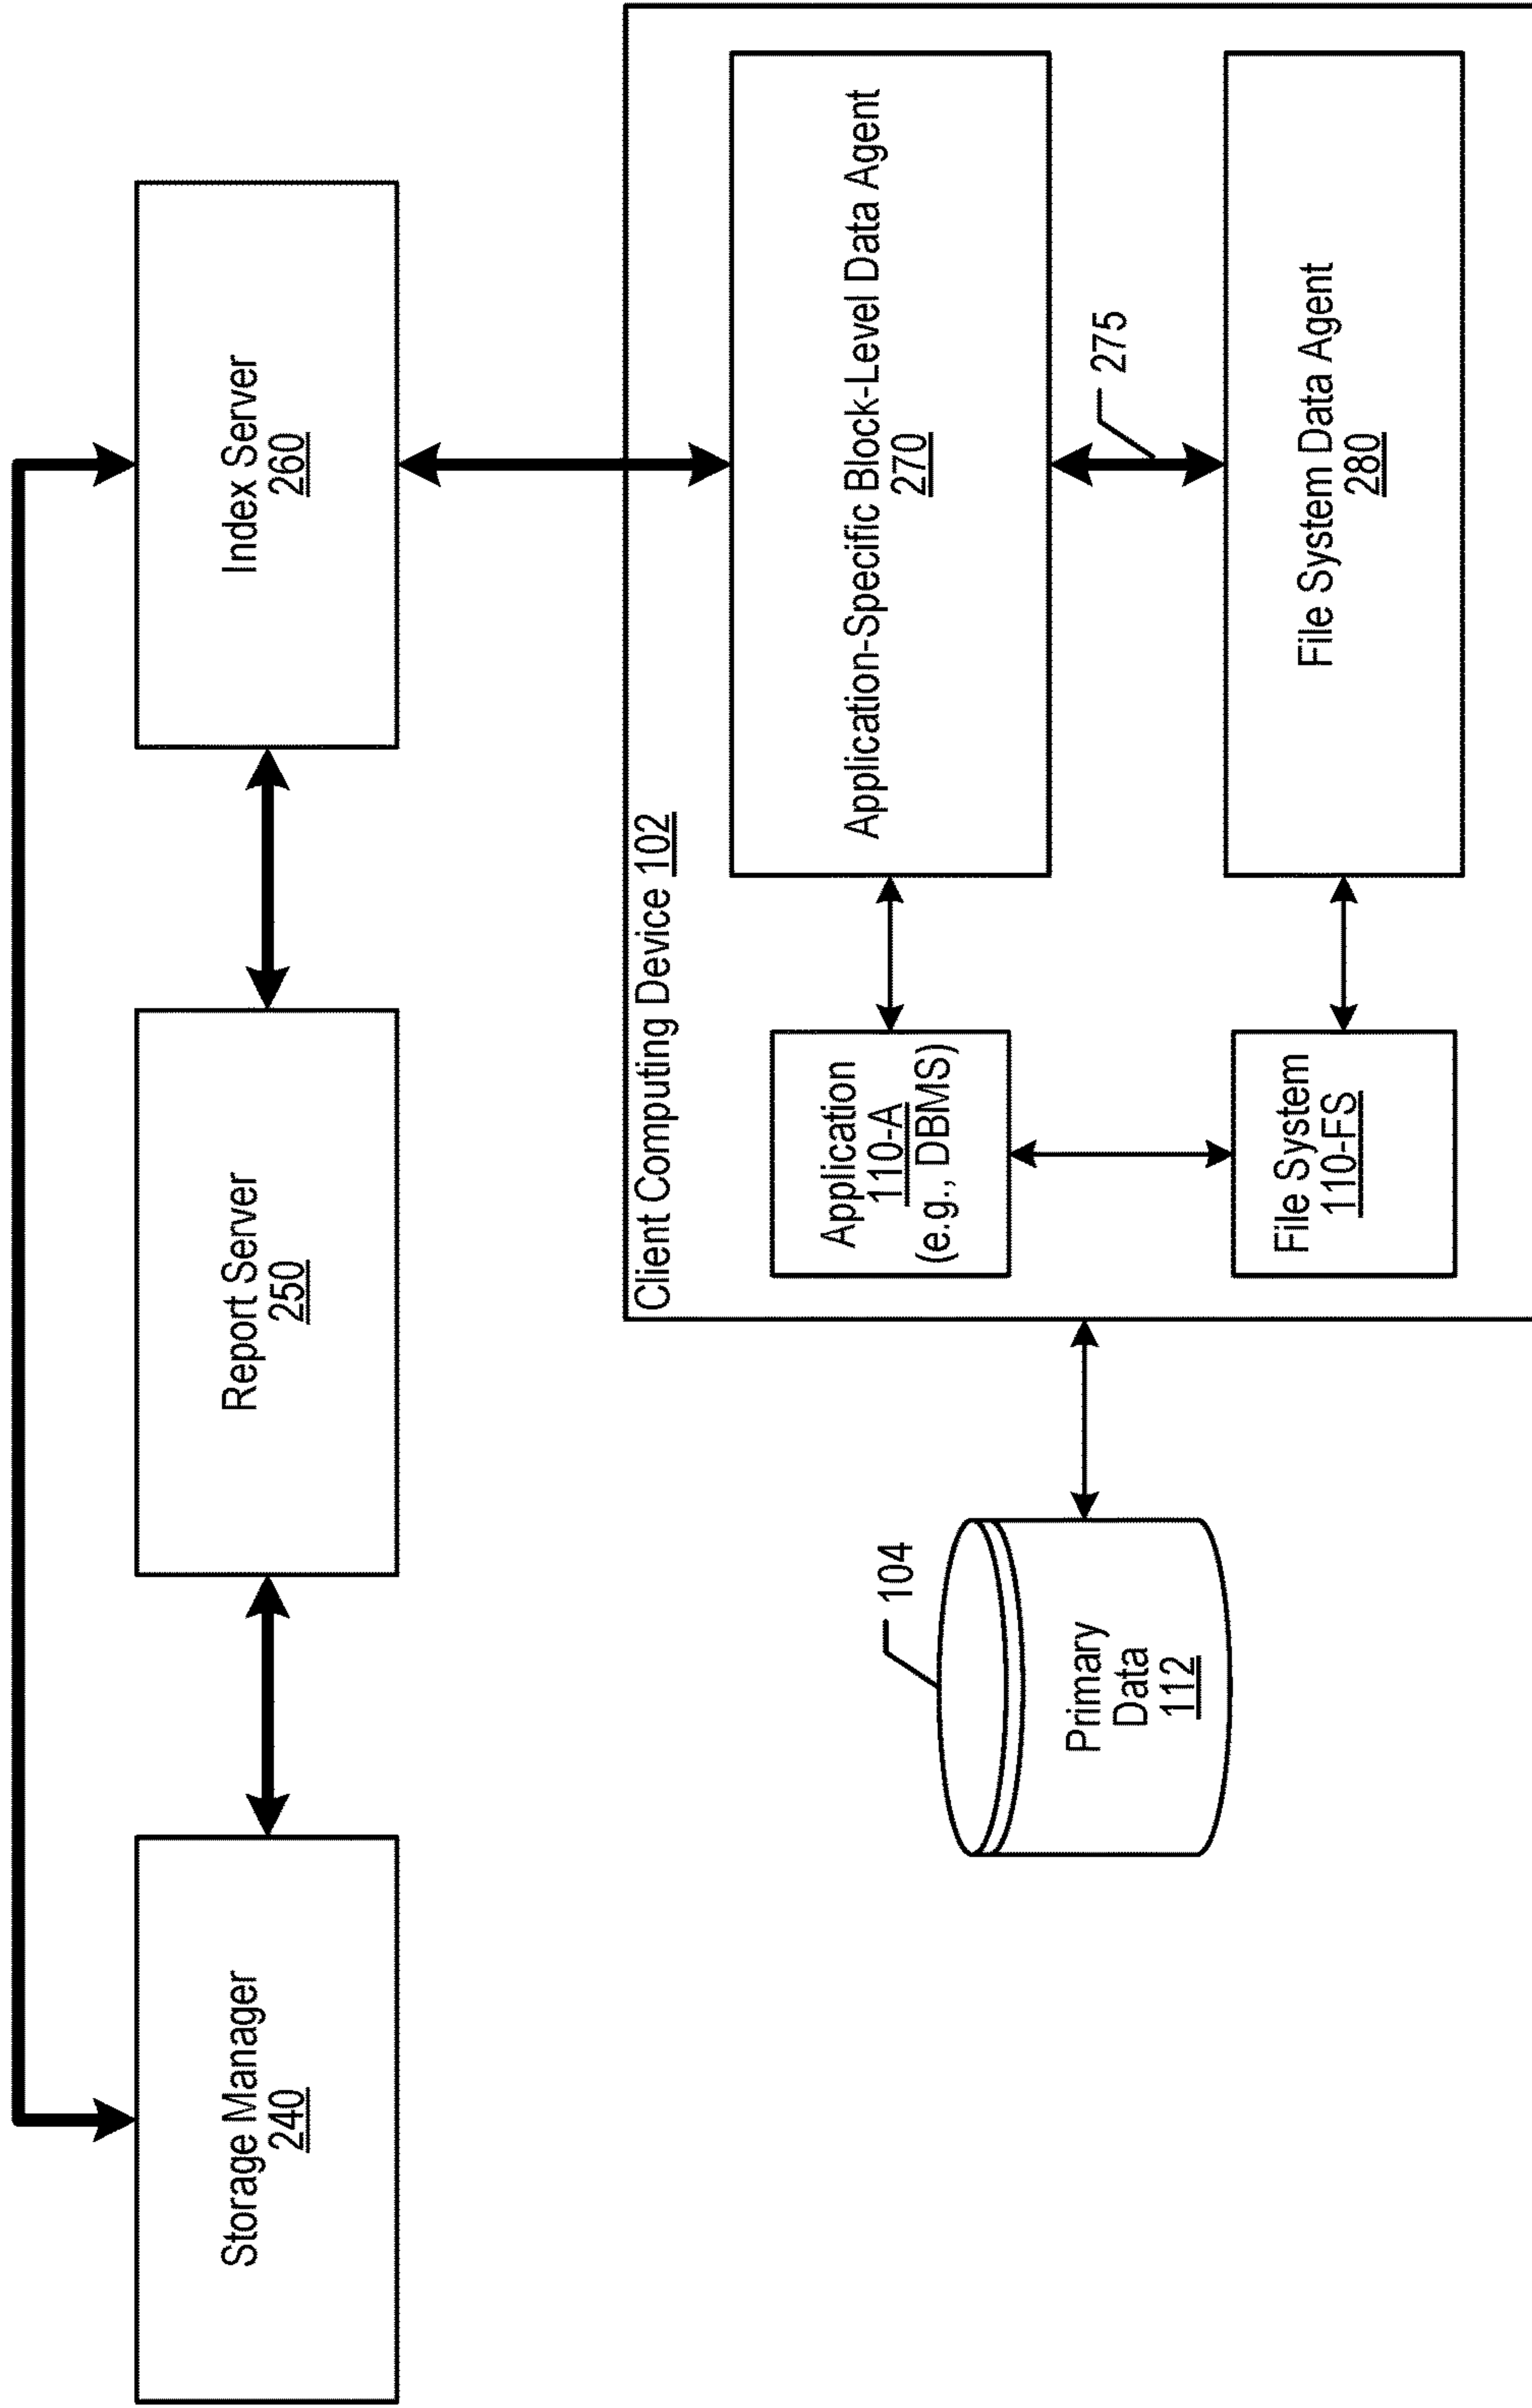 Storage Manager
240
Report Server
250
Index Server
260
Client Computing Device 102
104
Primary
Data
112
Application
110-A
(e.g., DBMS)
Application-Specific Block-Level Data Agent
270
275
File System
110-FS
File System Data Agent
280